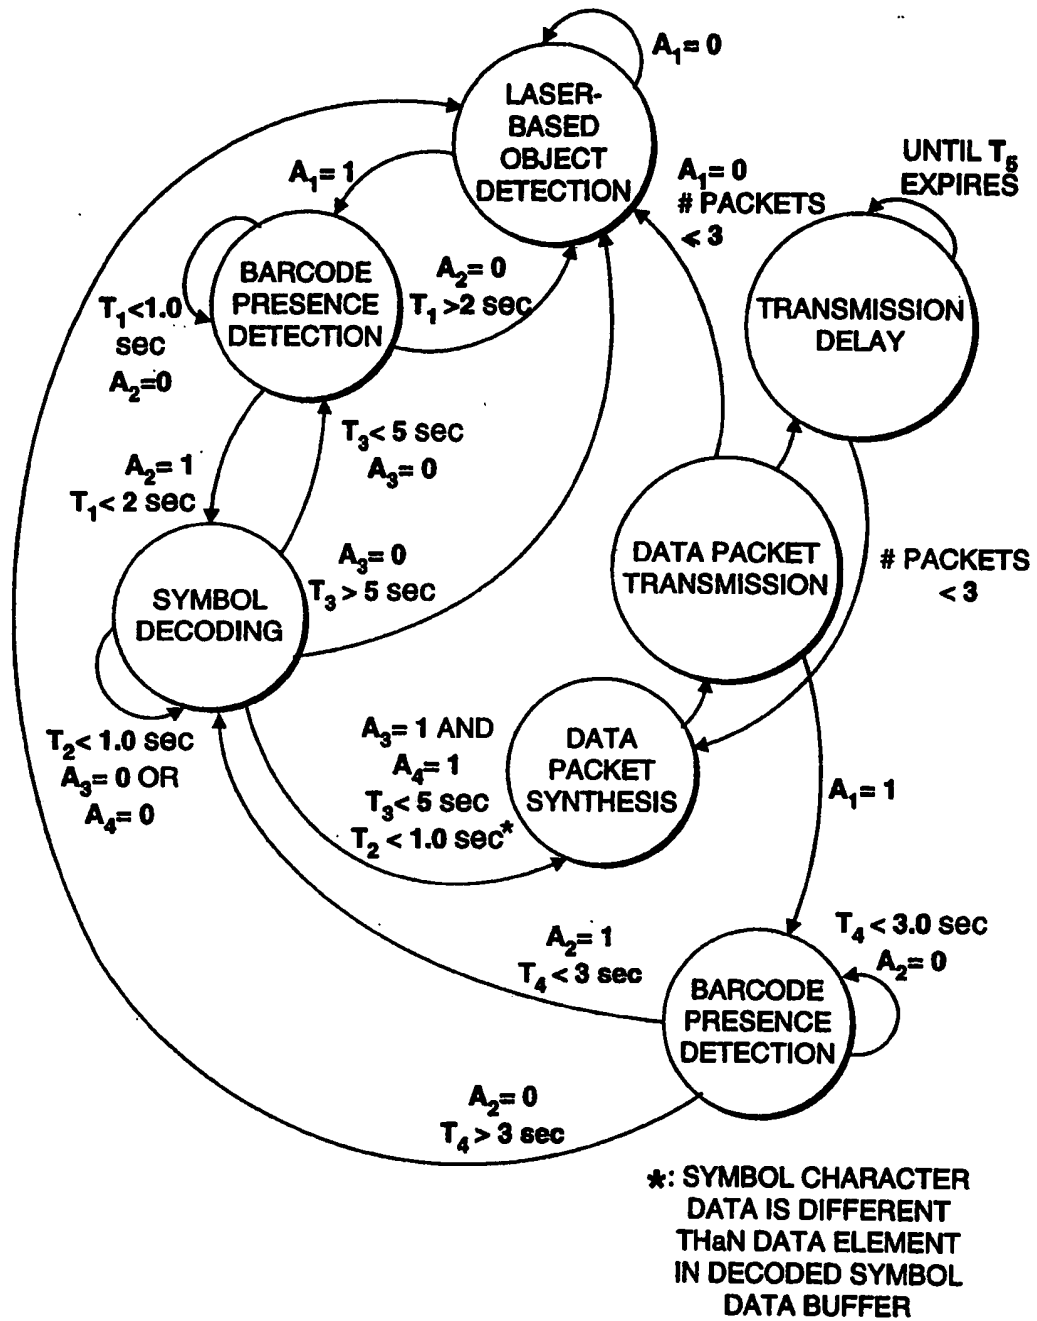 A₁= 0
LASER-
BASED
OBJECT
DETECTION
A₁= 1
A₁= 0
# PACKETS
< 3
UNTIL T₅
EXPIRES
BARCODE
PRESENCE
DETECTION
A₂= 0
T₁ >2 sec
T₁<1.0
sec
A₂=0
TRANSMISSION
DELAY
T₃< 5 sec
A₃= 0
A₂= 1
T₁< 2 sec
A₃= 0
T₃ > 5 sec
SYMBOL
DECODING
DATA PACKET
TRANSMISSION
# PACKETS
< 3
T₂< 1.0 sec
A₃= 0 OR
A₄= 0
A₃= 1 AND
A₄= 1
T₃< 5 sec
T₂ < 1.0 sec*
DATA
PACKET
SYNTHESIS
A₁= 1
T₄ < 3.0 sec
A₂= 0
A₂= 1
T₄ < 3 sec
BARCODE
PRESENCE
DETECTION
A₂= 0
T₄ > 3 sec
*: SYMBOL CHARACTER
DATA IS DIFFERENT
THaN DATA ELEMENT
IN DECODED SYMBOL
DATA BUFFER